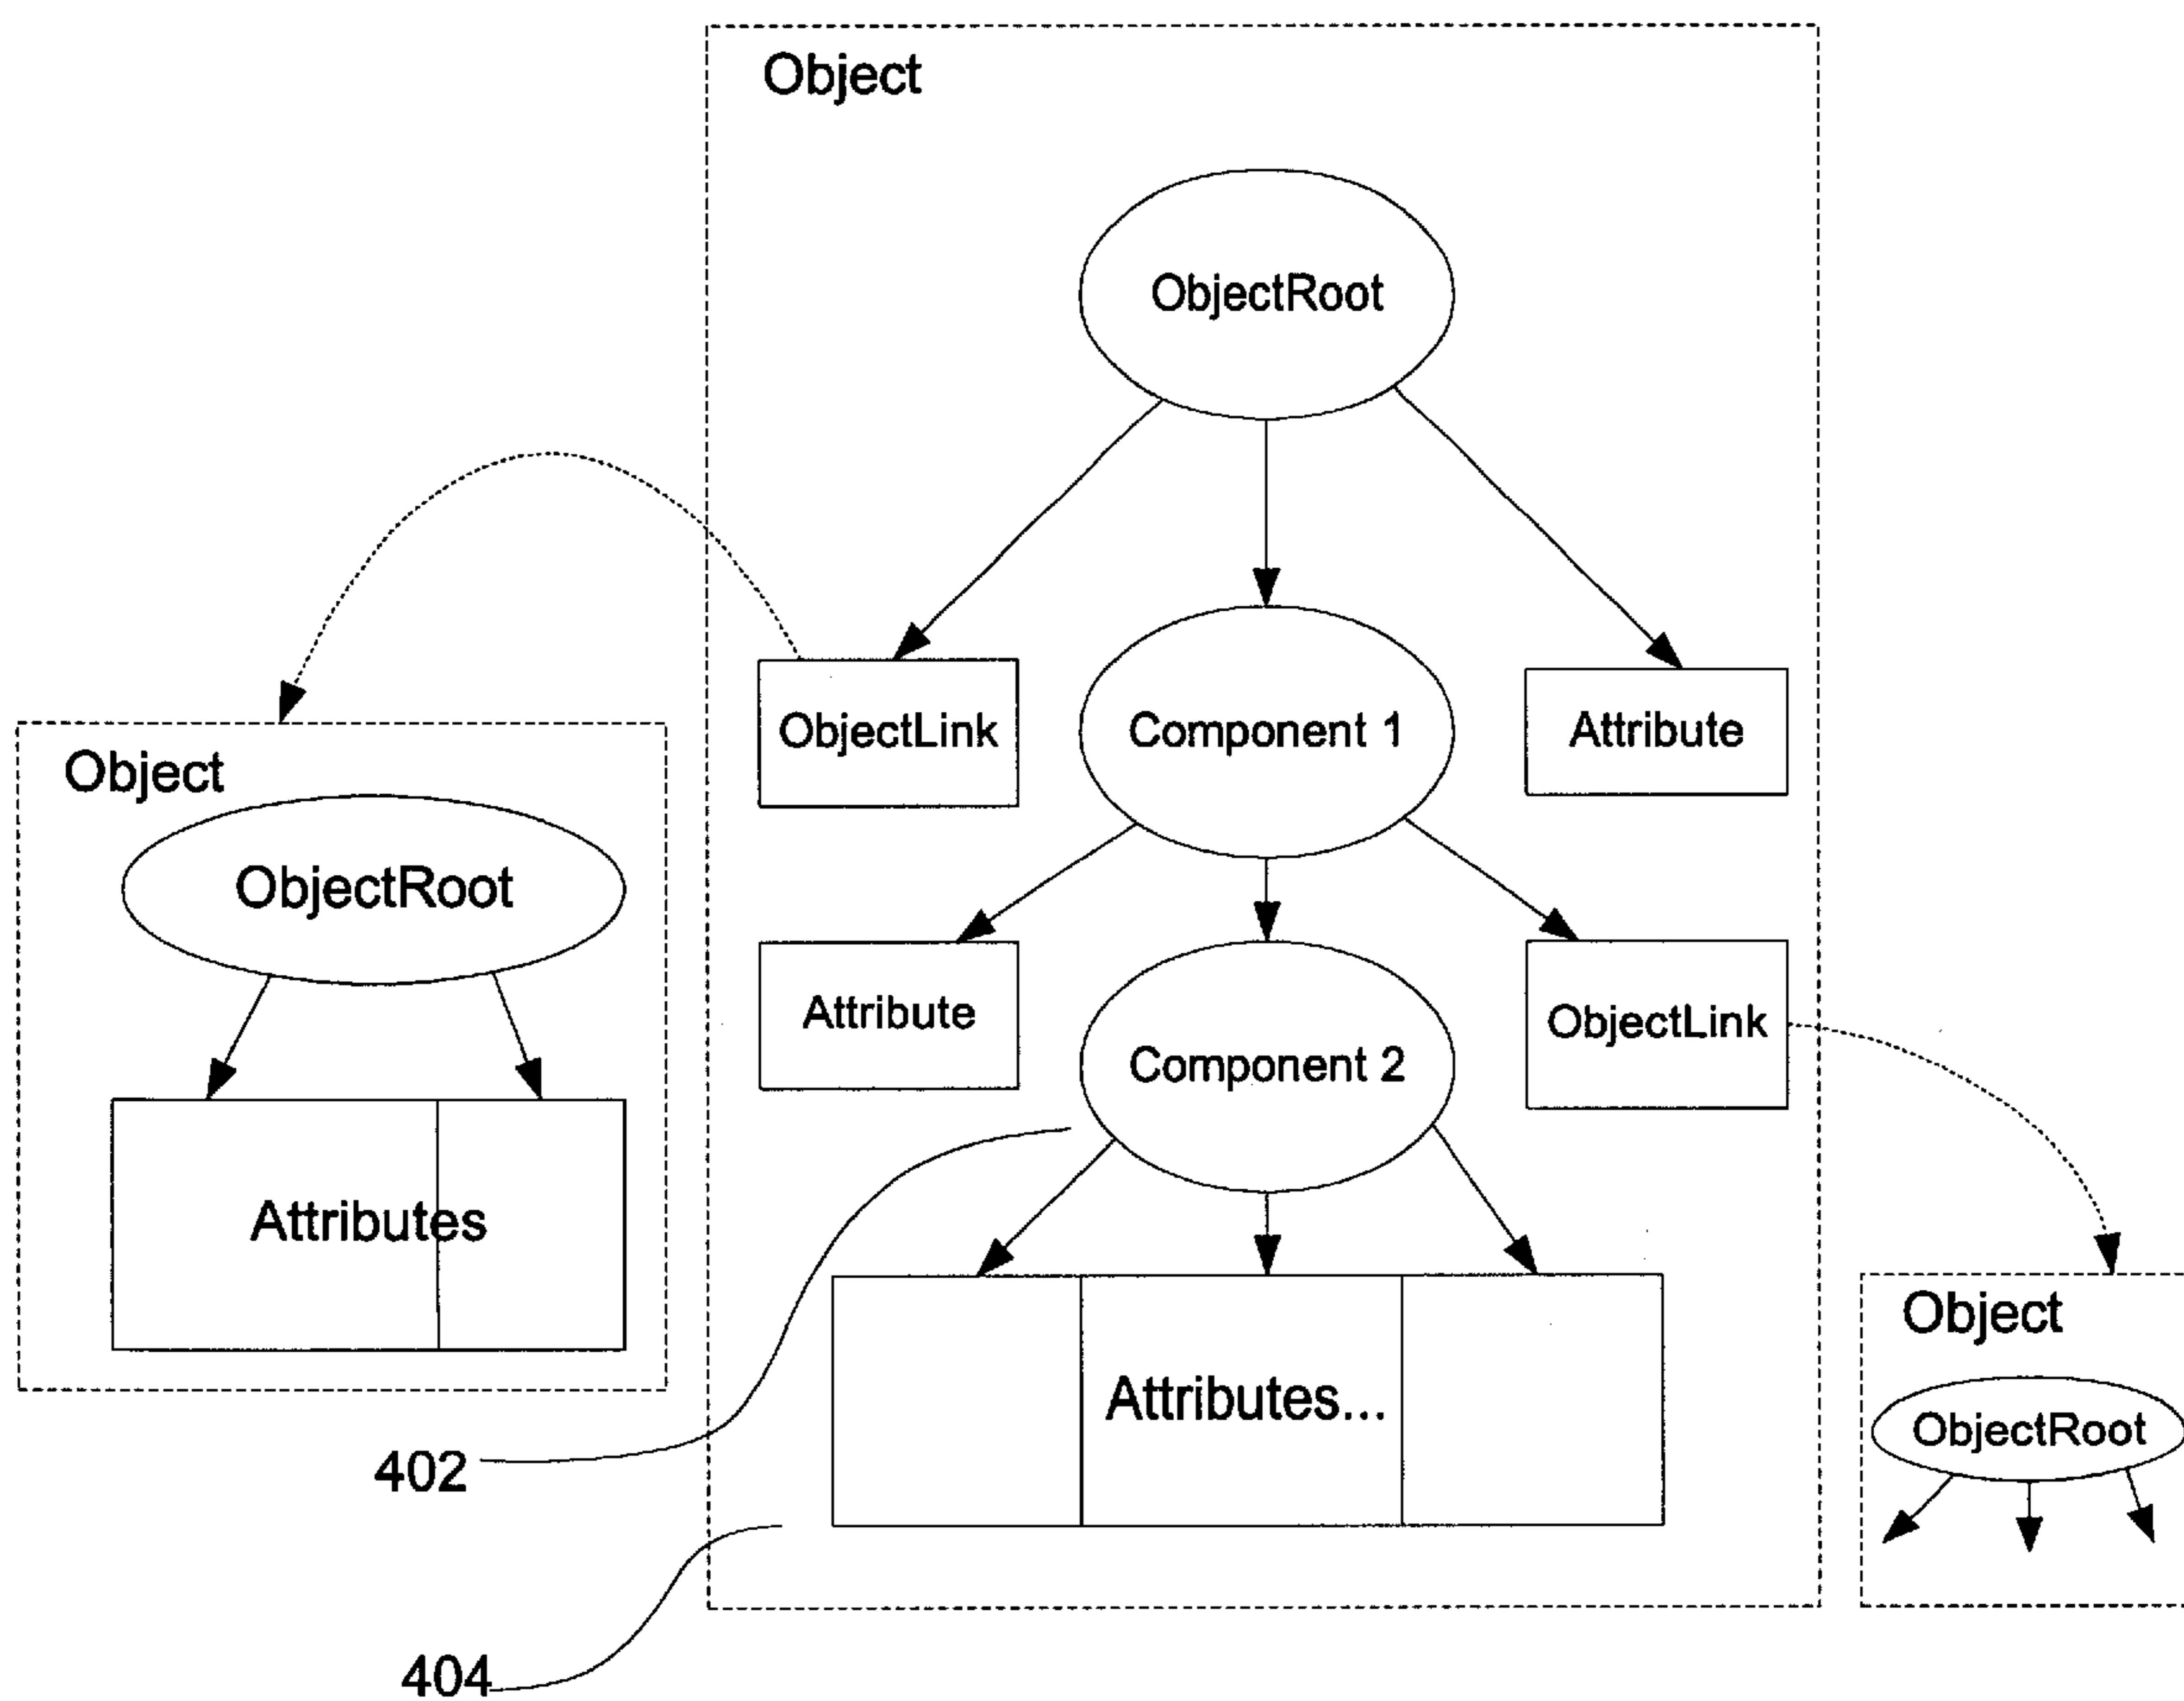 Object
ObjectRoot
ObjectLink
Component 1
Attribute
Object
ObjectRoot
Attribute
Component 2
ObjectLink
Attributes
Object
Attributes...
ObjectRoot
402
404